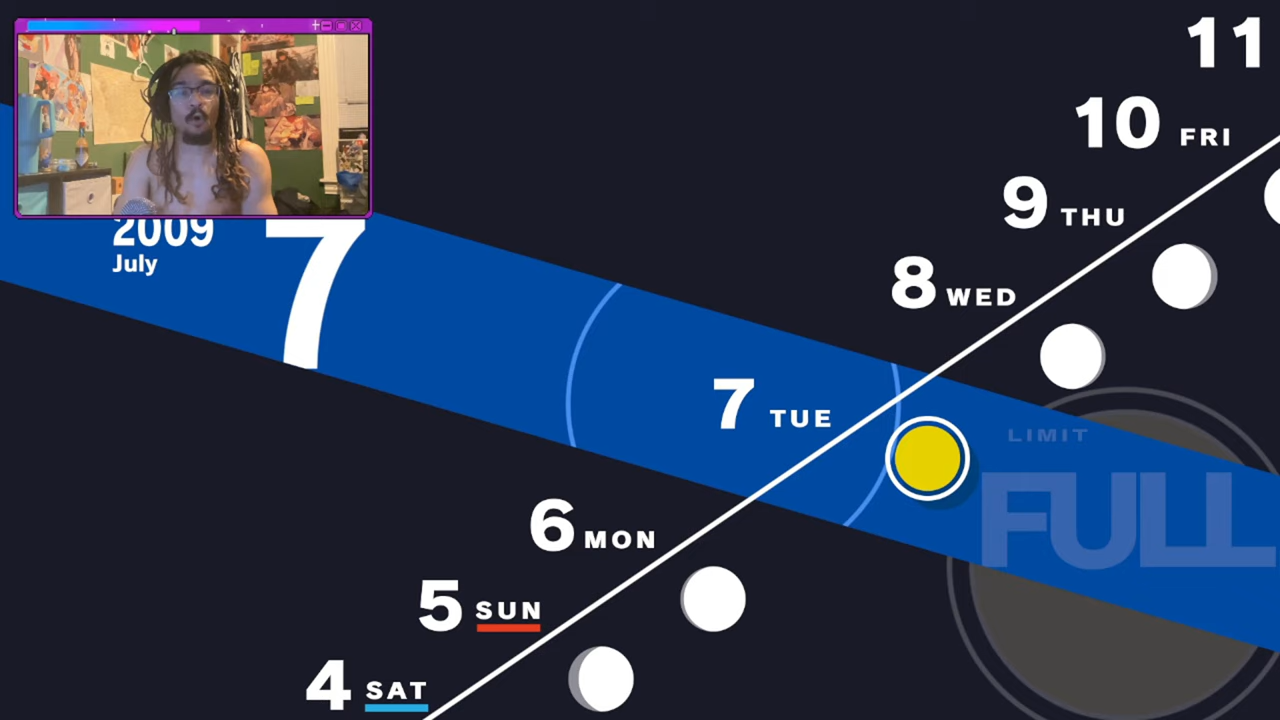 11
10 FRI
9 THU
8 WED
2009
July
7
7 TUE
LIMIT
FULL
6 MON
5 SUN
4 SAT